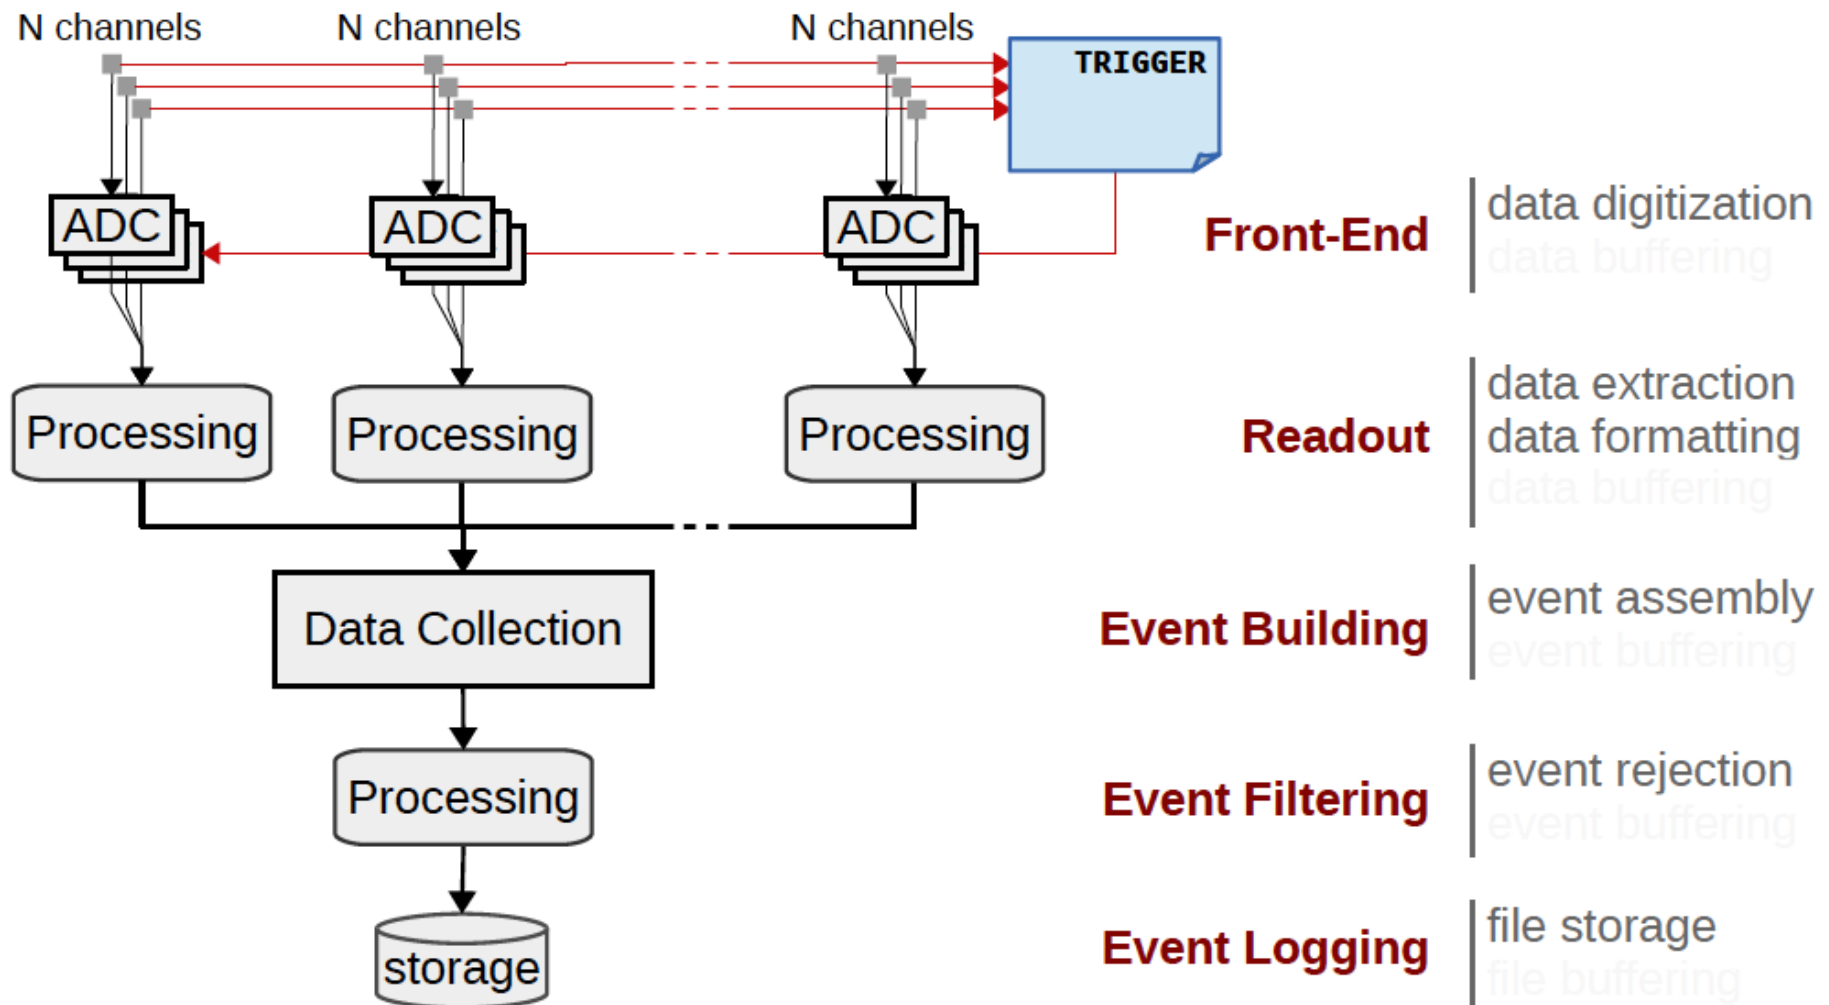 N channels
N channels
N channels
TRIGGER
ADC
ADC
ADC
Front-End
data digitization
data buffering
Processing
Processing
Processing
Readout
data extraction
data formatting
data buffering
Data Collection
Event Building
event assembly
event buffering
Processing
Event Filtering
event rejection
event buffering
storage
Event Logging
file storage
file buffering